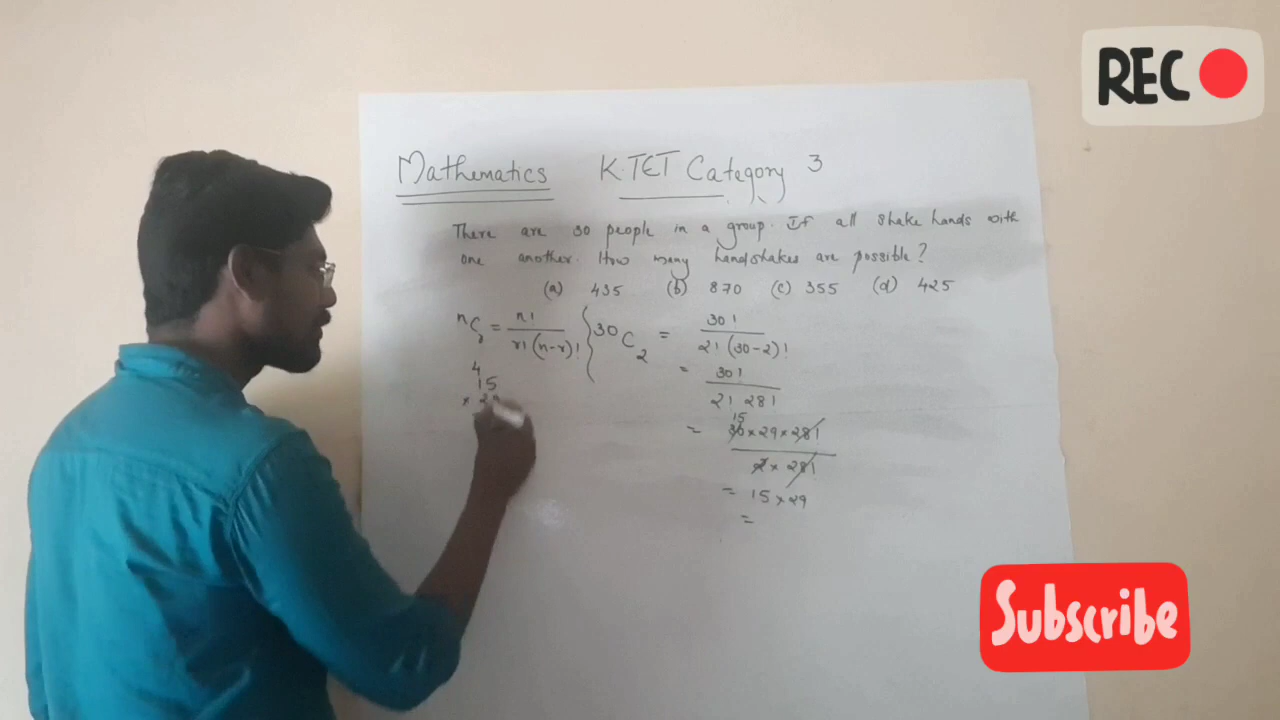 REC
Mathematics K.TET Category 3
There are 30 people in a group. If all shake hands with
one another. How many handshakes are possible?
(a) 435 (b) 870 (c) 355 (d) 425
nCr = n! / r!(n-r)! } 30C2 = 30! / 2!(30-2)!
= 30! / 2! 28!
4
15
× 29
15
= 30 × 29 × 28! / 2 × 28!
= 15 × 29
=
Subscribe